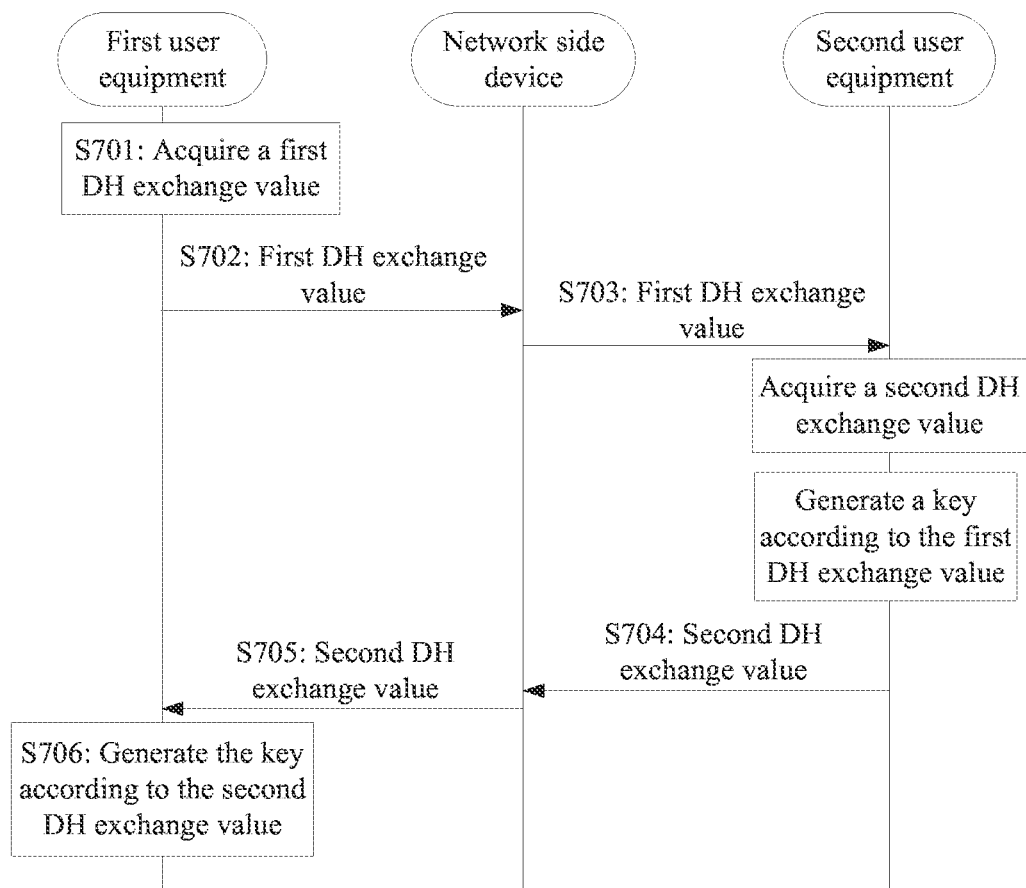 First user
equipment
Network side
device
Second user
equipment
S701: Acquire a first
DH exchange value
S702: First DH exchange
value
S703: First DH exchange
value
Acquire a second DH
exchange value
Generate a key
according to the first
DH exchange value
S704: Second DH
exchange value
S705: Second DH
exchange value
S706: Generate the key
according to the second
DH exchange value